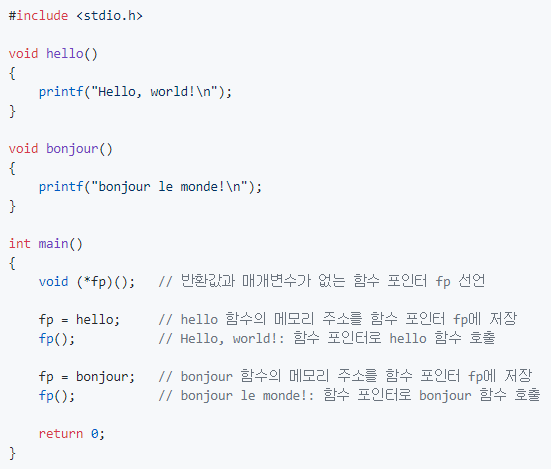 #include <stdio.h>

void hello()
{
    printf("Hello, world!\n");
}

void bonjour()
{
    printf("bonjour le monde!\n");
}

int main()
{
    void (*fp)();   // 반환값과 매개변수가 없는 함수 포인터 fp 선언

    fp = hello;     // hello 함수의 메모리 주소를 함수 포인터 fp에 저장
    fp();           // Hello, world!: 함수 포인터로 hello 함수 호출

    fp = bonjour;   // bonjour 함수의 메모리 주소를 함수 포인터 fp에 저장
    fp();           // bonjour le monde!: 함수 포인터로 bonjour 함수 호출

    return 0;
}